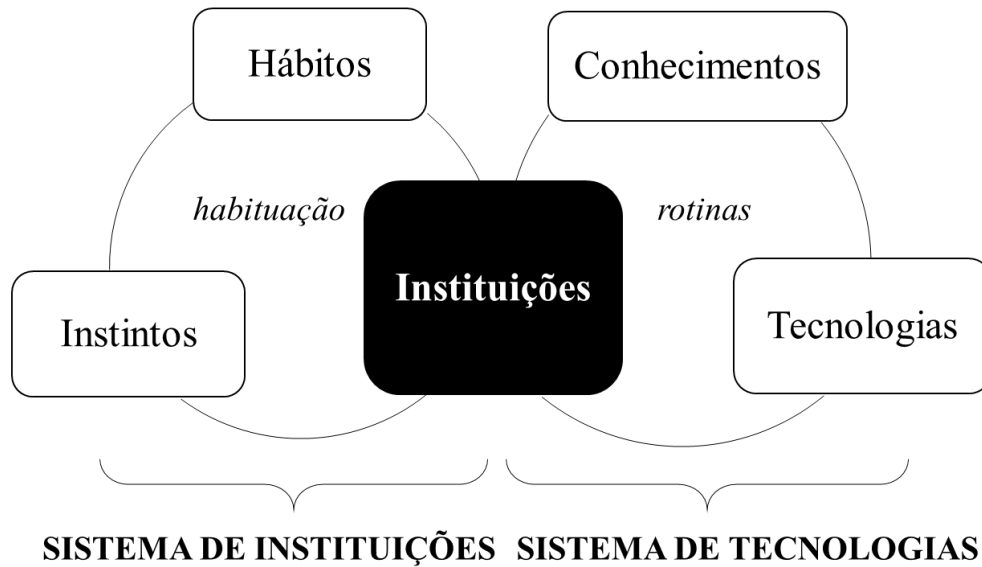 Hábitos
Conhecimentos
habituação
rotinas
Instituições
Instintos
Tecnologias
SISTEMA DE INSTITUIÇÕES
SISTEMA DE TECNOLOGIAS